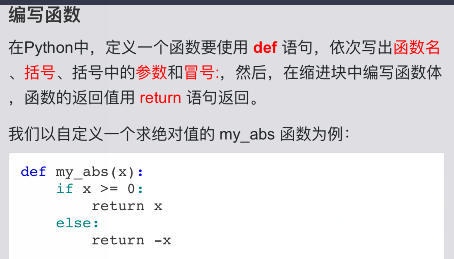 编写函数
在Python中，定义一个函数要使用 def 语句，依次写出函数名
、括号、括号中的参数和冒号:，然后，在缩进块中编写函数体
，函数的返回值用 return 语句返回。
我们以自定义一个求绝对值的 my_abs 函数为例：
def my_abs(x):
    if x >= 0:
        return x
    else:
        return -x